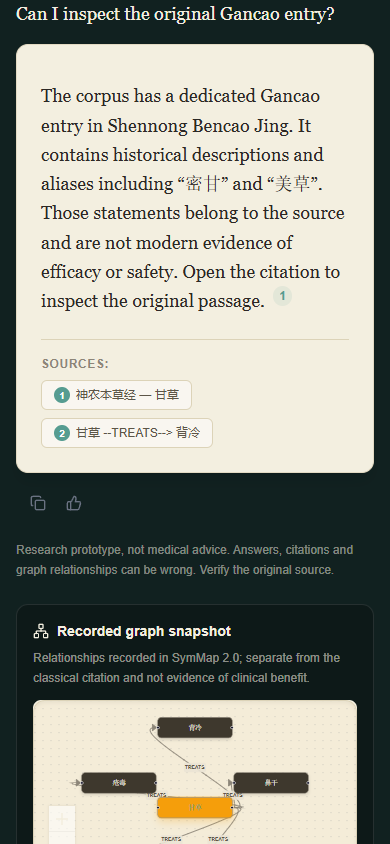 Can I inspect the original Gancao entry?
The corpus has a dedicated Gancao
entry in Shennong Bencao Jing. It
contains historical descriptions and
aliases including “密甘” and “美草”.
Those statements belong to the source
and are not modern evidence of
efficacy or safety. Open the citation to
inspect the original passage. 1
SOURCES:
1 神农本草经 — 甘草
2 甘草 --TREATS--> 背冷
Research prototype, not medical advice. Answers, citations and
graph relationships can be wrong. Verify the original source.
Recorded graph snapshot
Relationships recorded in SymMap 2.0; separate from the
classical citation and not evidence of clinical benefit.
背冷
TREATS
疮毒
鼻干
TREATS
TREATS
甘草
TREATS
TREATS